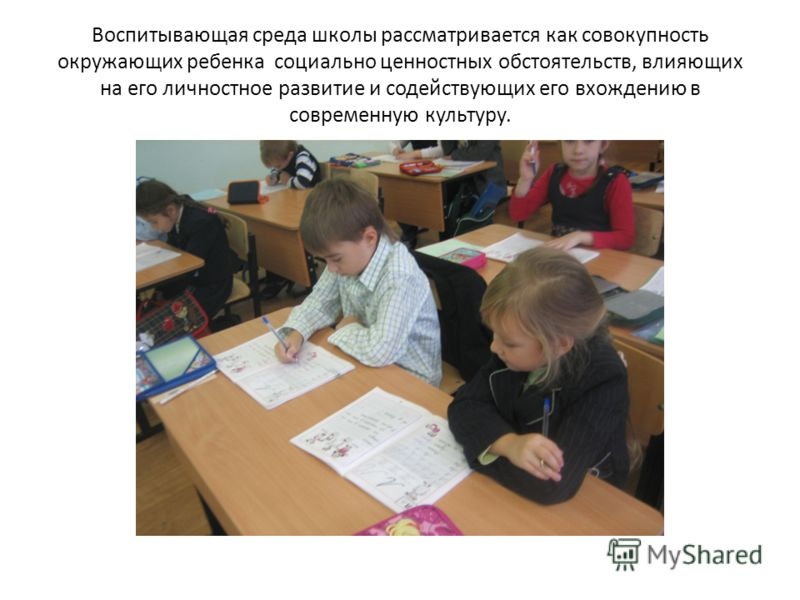 Воспитывающая среда школы рассматривается как совокупность
окружающих ребенка социально ценностных обстоятельств, влияющих
на его личностное развитие и содействующих его вхождению в
современную культуру.
MyShared